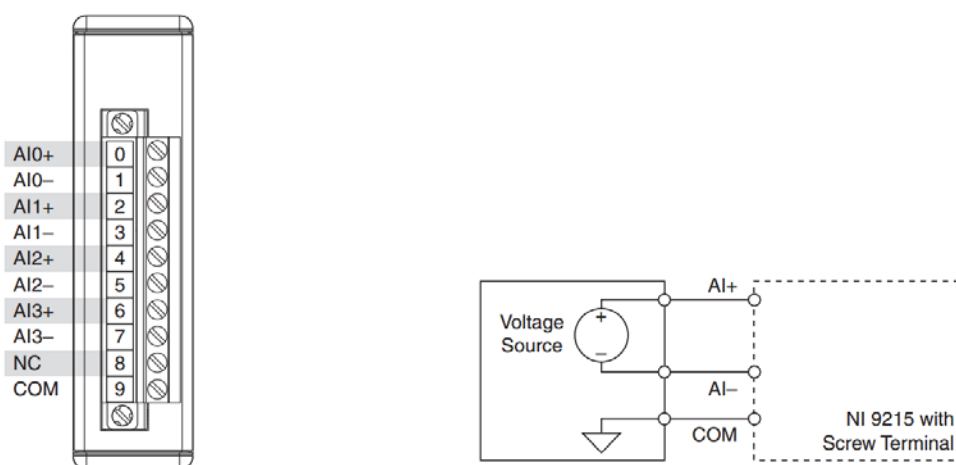 AI0+ 0
AI0– 1
AI1+ 2
AI1– 3
AI2+ 4
AI2– 5
AI3+ 6
AI3– 7
NC 8
COM 9
AI+
Voltage
Source
+
–
AI–
COM
NI 9215 with
Screw Terminal